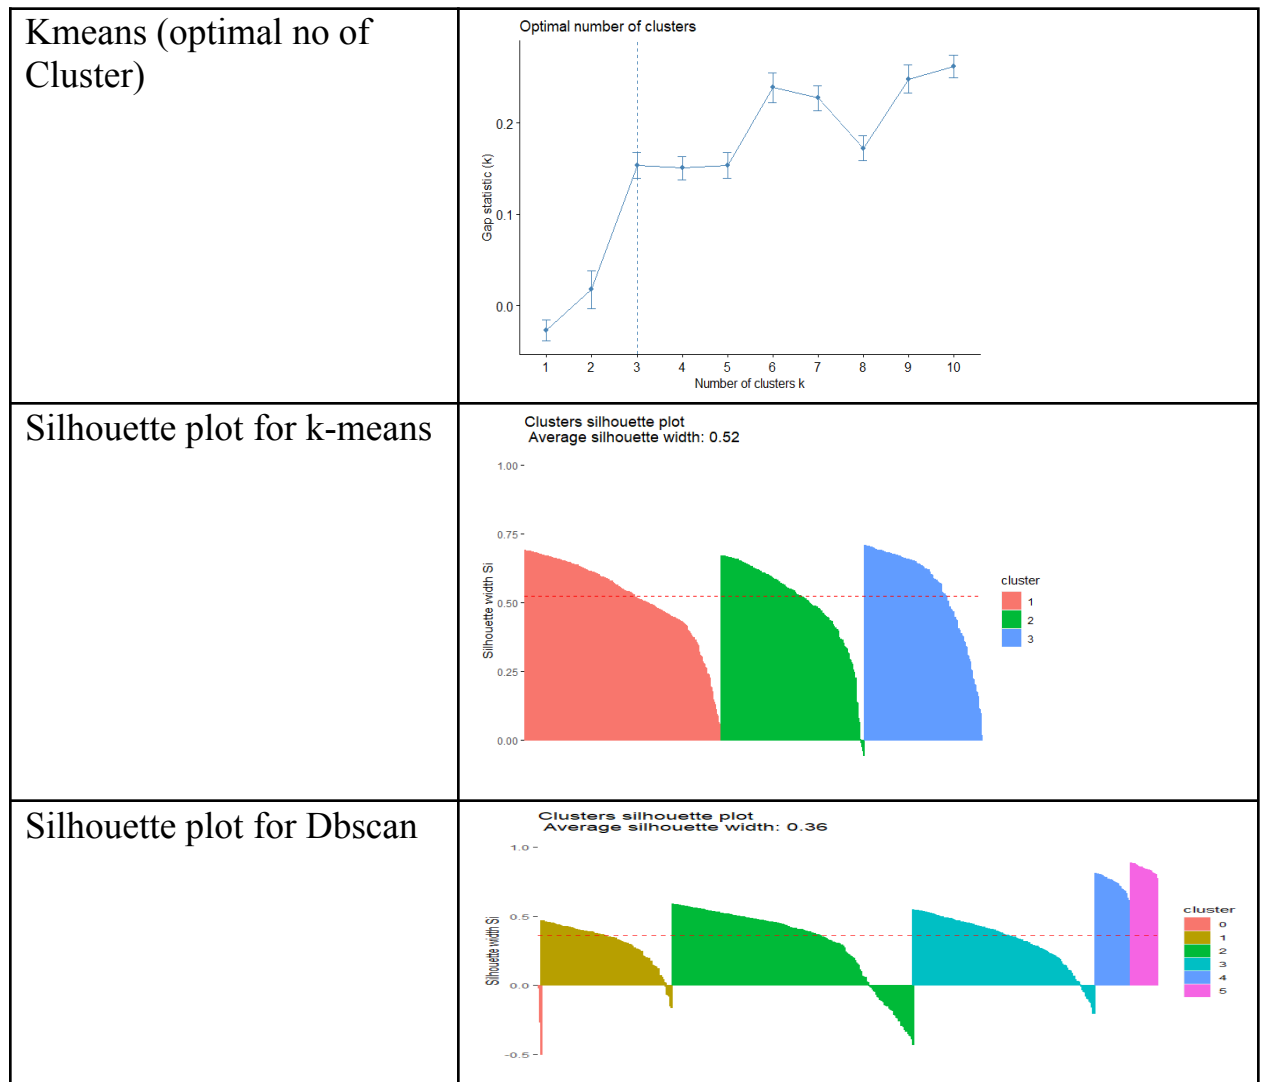 Kmeans (optimal no of
Cluster)
Optimal number of clusters
Gap statistic (k)
0.2
0.1
0.0
1 2 3 4 5 6 7 8 9 10
Number of clusters k
Silhouette plot for k-means
Clusters silhouette plot
Average silhouette width: 0.52
Silhouette width Si
1.00
0.75
0.50
0.25
0.00
cluster
1
2
3
Silhouette plot for Dbscan
Clusters silhouette plot
Average silhouette width: 0.36
Silhouette width Si
1.0
0.5
0.0
-0.5
cluster
0
1
2
3
4
5